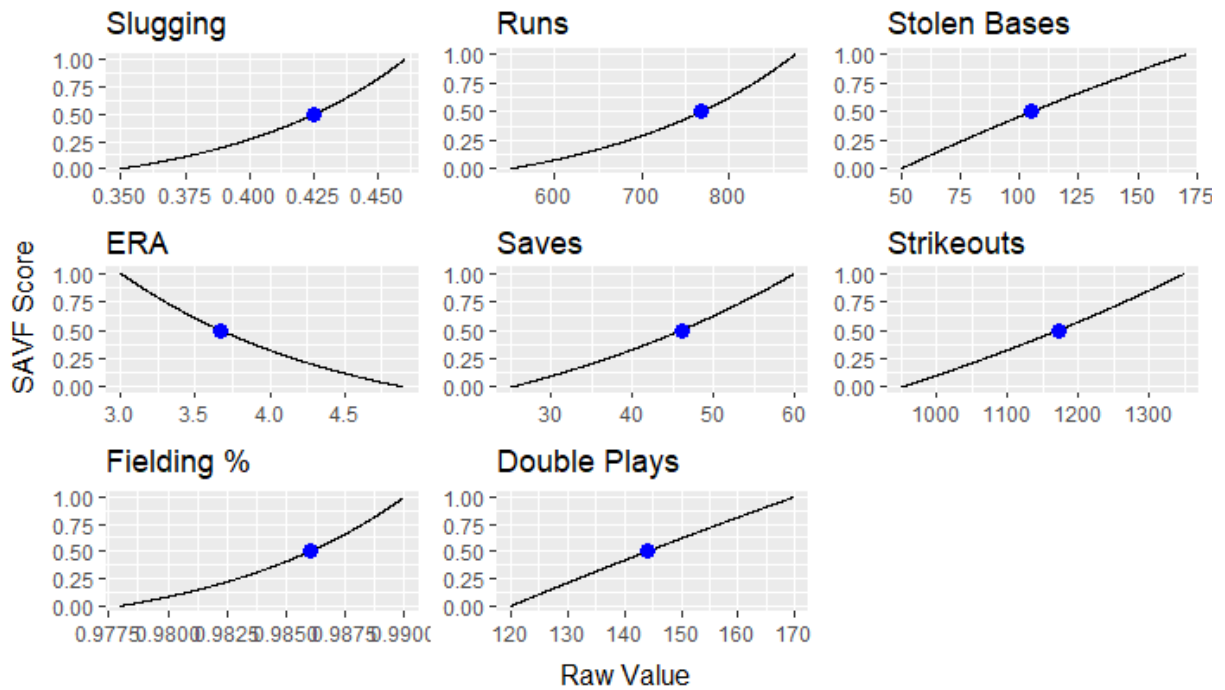 Slugging
1.00
0.75
0.50
0.25
0.00
0.350 0.375 0.400 0.425 0.450
Runs
1.00
0.75
0.50
0.25
0.00
600 700 800
Stolen Bases
1.00
0.75
0.50
0.25
0.00
50 75 100 125 150 175
SAVF Score
ERA
1.00
0.75
0.50
0.25
0.00
3.0 3.5 4.0 4.5
Saves
1.00
0.75
0.50
0.25
0.00
30 40 50 60
Strikeouts
1.00
0.75
0.50
0.25
0.00
1000 1100 1200 1300
Fielding %
1.00
0.75
0.50
0.25
0.00
0.9775 0.9800 0.9825 0.9850 0.9875 0.9900
Double Plays
1.00
0.75
0.50
0.25
0.00
120 130 140 150 160 170
Raw Value